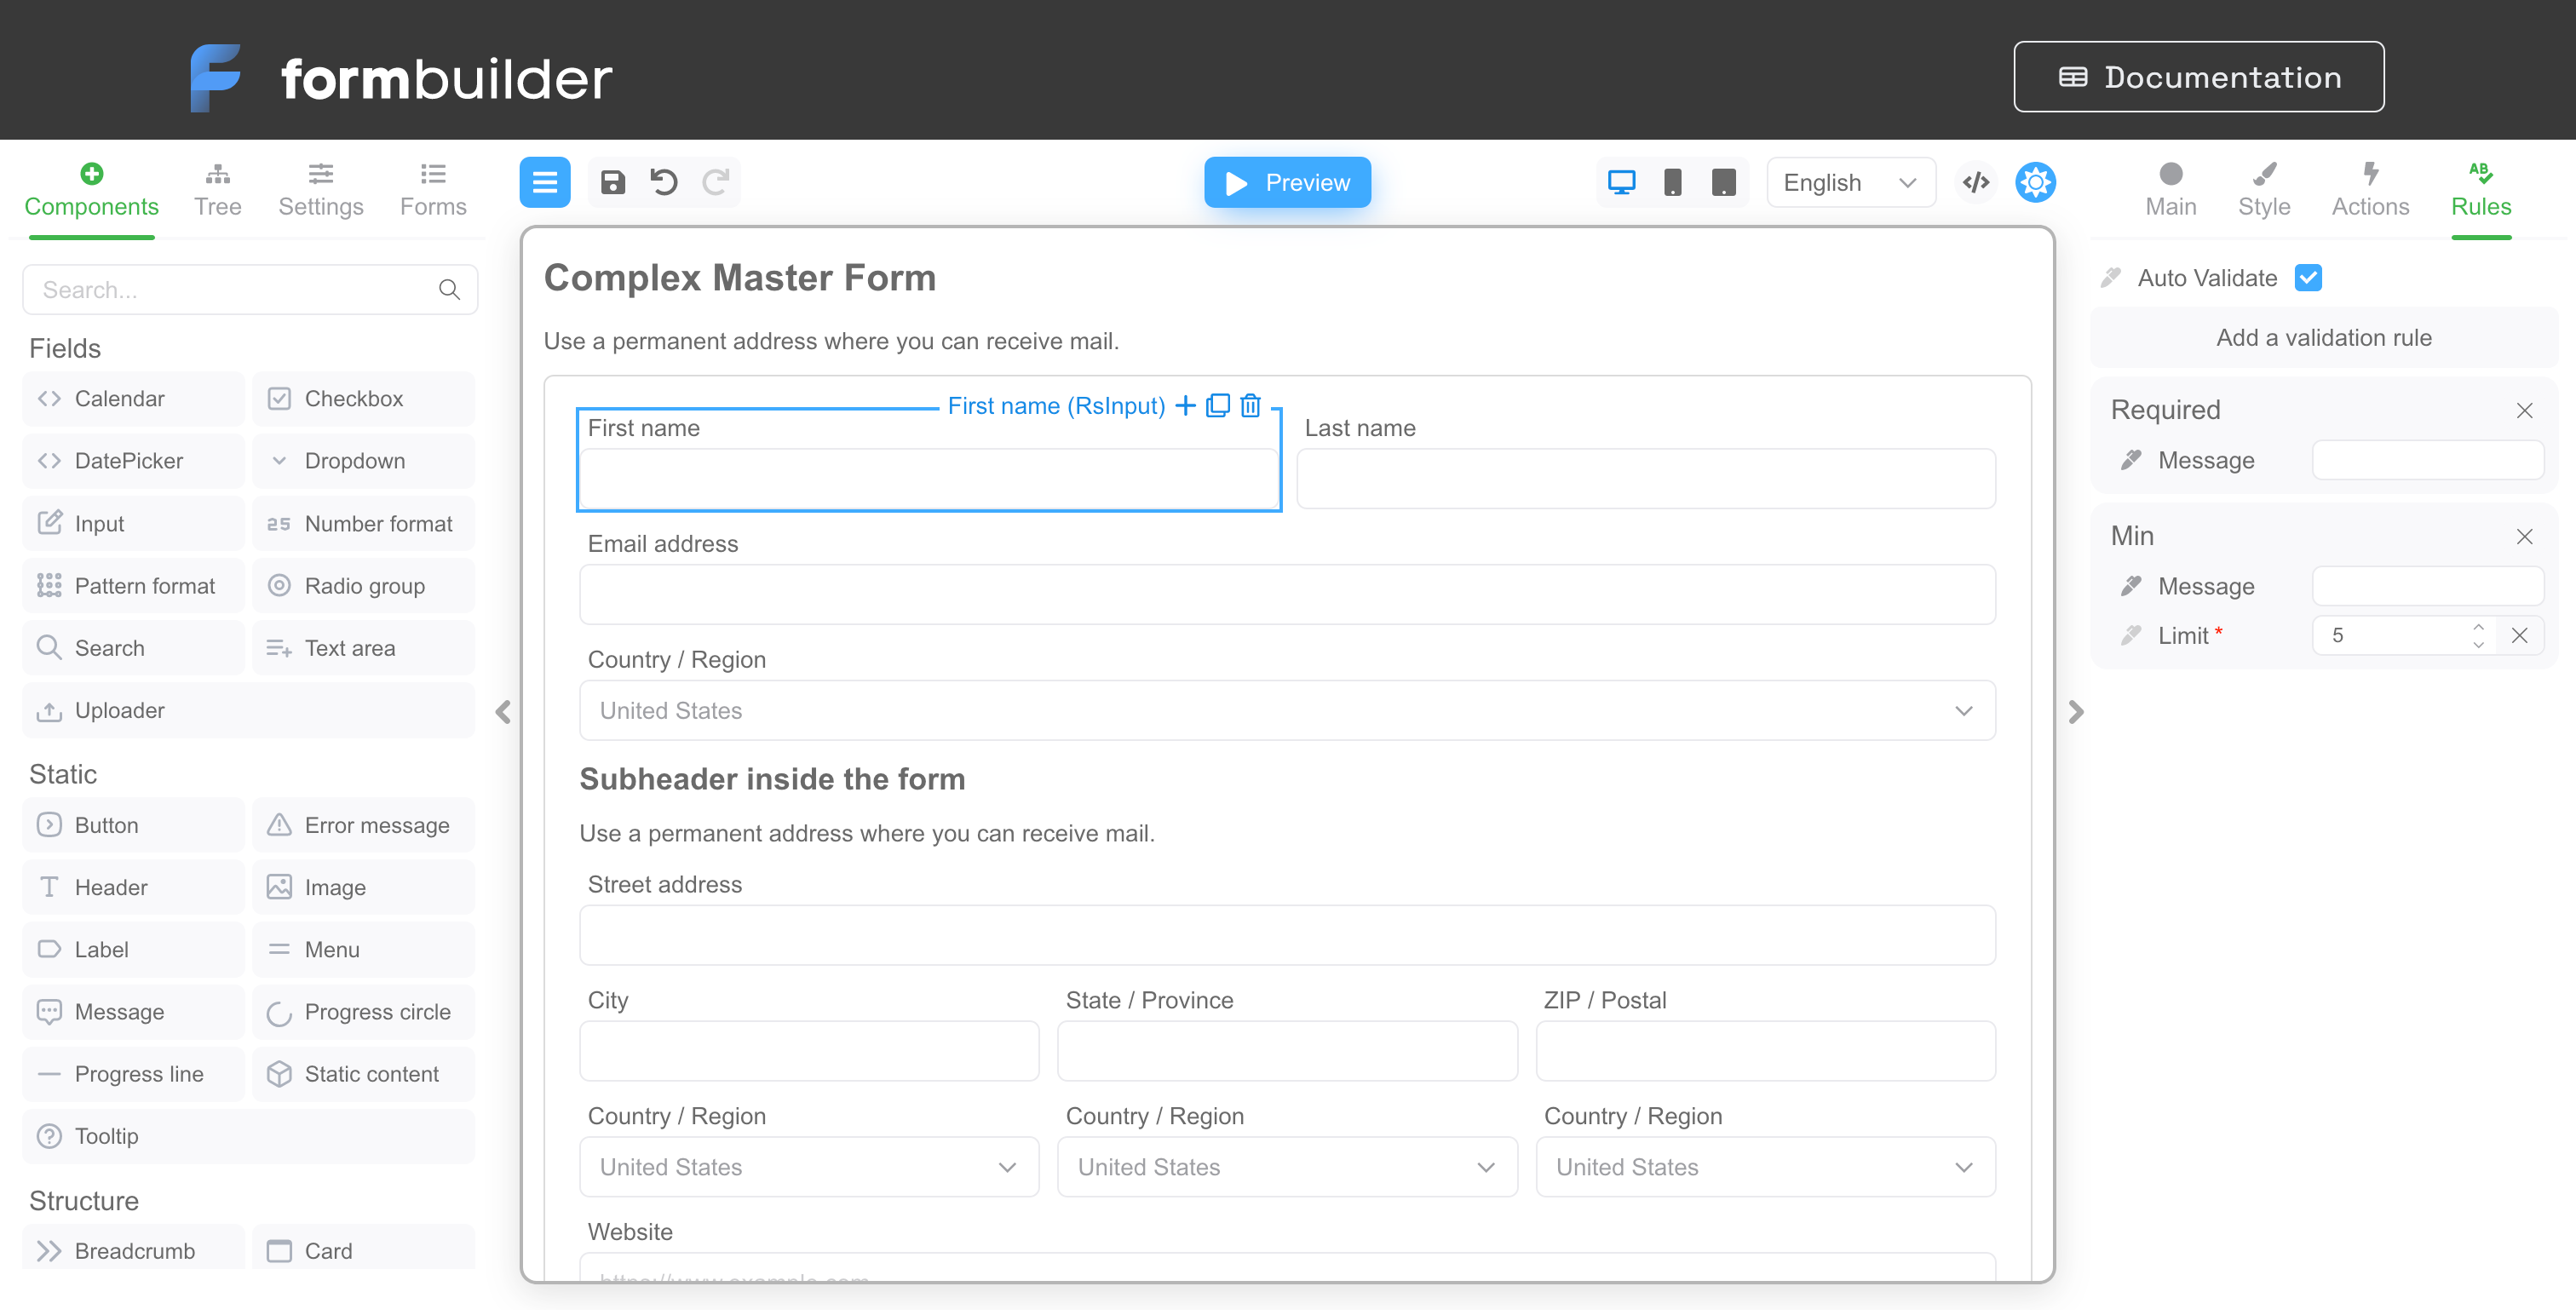 formbuilder
Documentation
Components
Tree
Settings
Forms
Preview
English
Main
Style
Actions
Rules
Search...
Fields
Calendar
Checkbox
DatePicker
Dropdown
Input
25 Number format
Pattern format
Radio group
Search
Text area
Uploader
Static
Button
Error message
Header
Image
Label
Menu
Message
Progress circle
Progress line
Static content
Tooltip
Structure
Breadcrumb
Card
Complex Master Form
Use a permanent address where you can receive mail.
First name (RsInput)
First name
Last name
Email address
Country / Region
United States
Subheader inside the form
Use a permanent address where you can receive mail.
Street address
City
State / Province
ZIP / Postal
Country / Region
Country / Region
Country / Region
United States
United States
United States
Website
https://www.example.com
AB
Auto Validate
Add a validation rule
Required
Message
Min
Message
Limit *
5